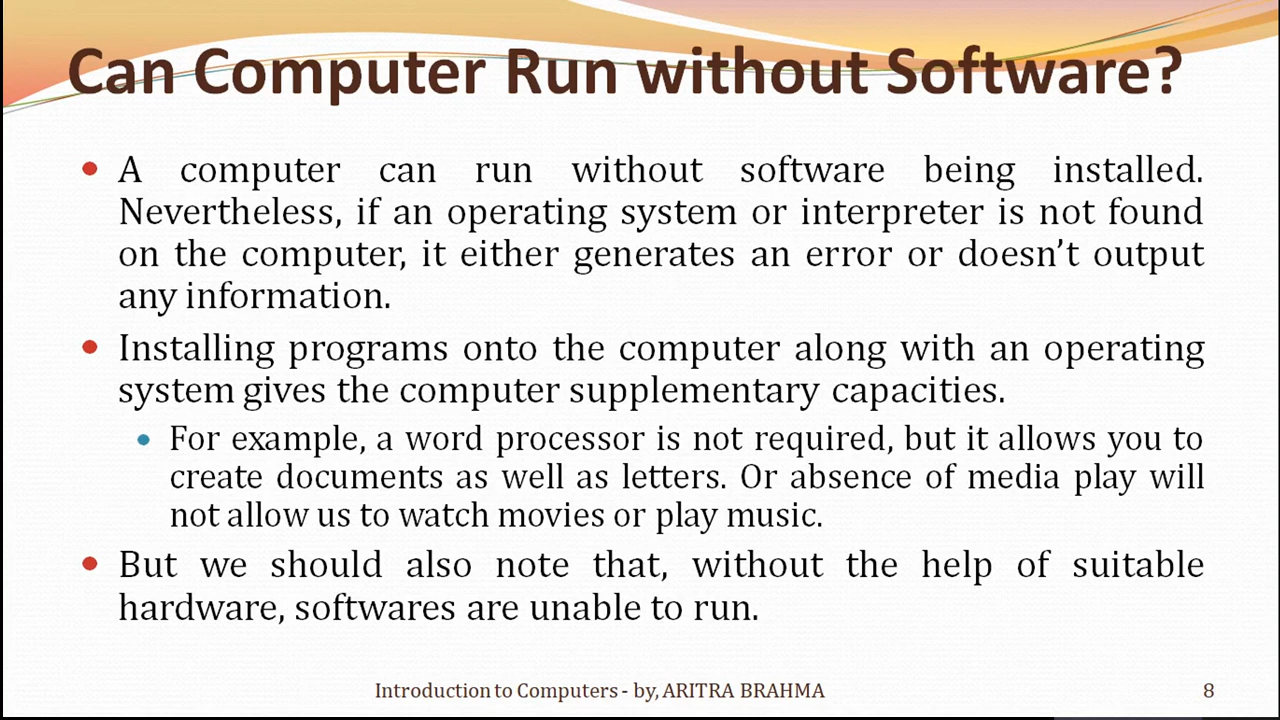 Can Computer Run without Software?
A computer can run without software being installed.
Nevertheless, if an operating system or interpreter is not found
on the computer, it either generates an error or doesn’t output
any information.
Installing programs onto the computer along with an operating
system gives the computer supplementary capacities.
For example, a word processor is not required, but it allows you to
create documents as well as letters. Or absence of media play will
not allow us to watch movies or play music.
But we should also note that, without the help of suitable
hardware, softwares are unable to run.
Introduction to Computers - by, ARITRA BRAHMA
8